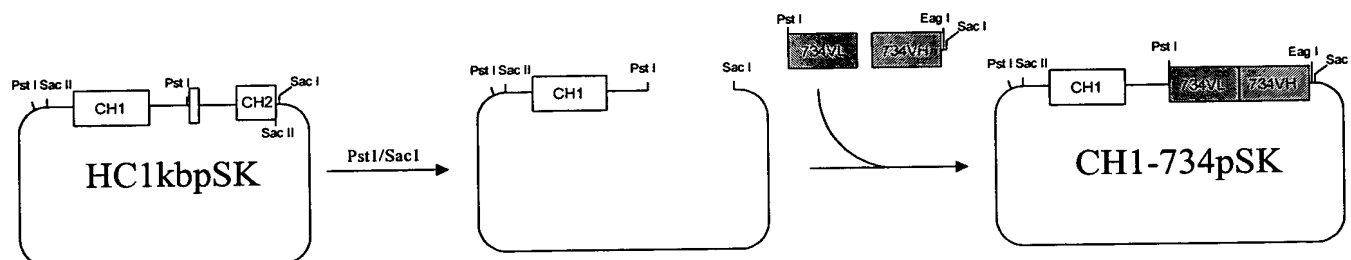 Pst I Sac II
CH1
Pst I
CH2
Sac I
Sac II
HC1kbpSK
Pst1/Sac1
Pst I Sac II
CH1
Pst I
Sac I
Pst I
734VL
734VH
Eag I
Sac I
Pst I Sac II
CH1
Pst I
734VL
734VH
Eag I
Sac
CH1-734pSK